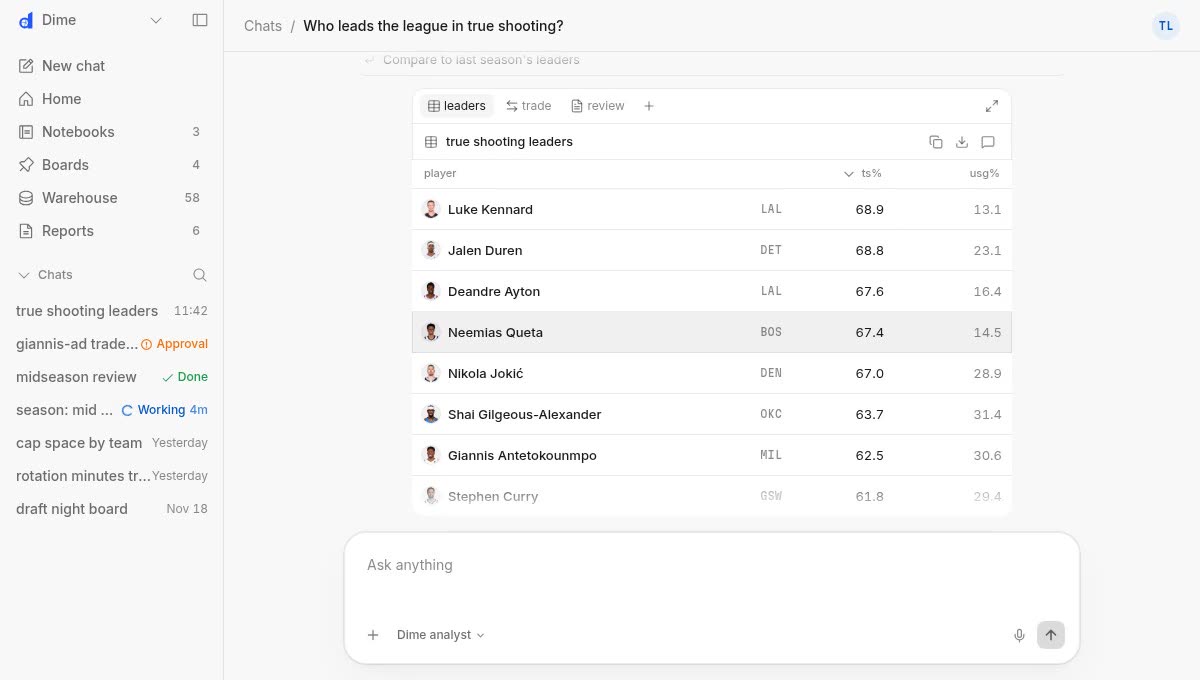 Dime
New chat
Home
Notebooks 3
Boards 4
Warehouse 58
Reports 6
Chats
true shooting leaders 11:42
giannis-ad trade... Approval
midseason review Done
season: mid ... Working 4m
cap space by team Yesterday
rotation minutes tr... Yesterday
draft night board Nov 18
Chats / Who leads the league in true shooting?
TL
Compare to last season's leaders
leaders trade review
true shooting leaders
player ts% usg%
Luke Kennard LAL 68.9 13.1
Jalen Duren DET 68.8 23.1
Deandre Ayton LAL 67.6 16.4
Neemias Queta BOS 67.4 14.5
Nikola Jokić DEN 67.0 28.9
Shai Gilgeous-Alexander OKC 63.7 31.4
Giannis Antetokounmpo MIL 62.5 30.6
Stephen Curry GSW 61.8 29.4
Ask anything
Dime analyst